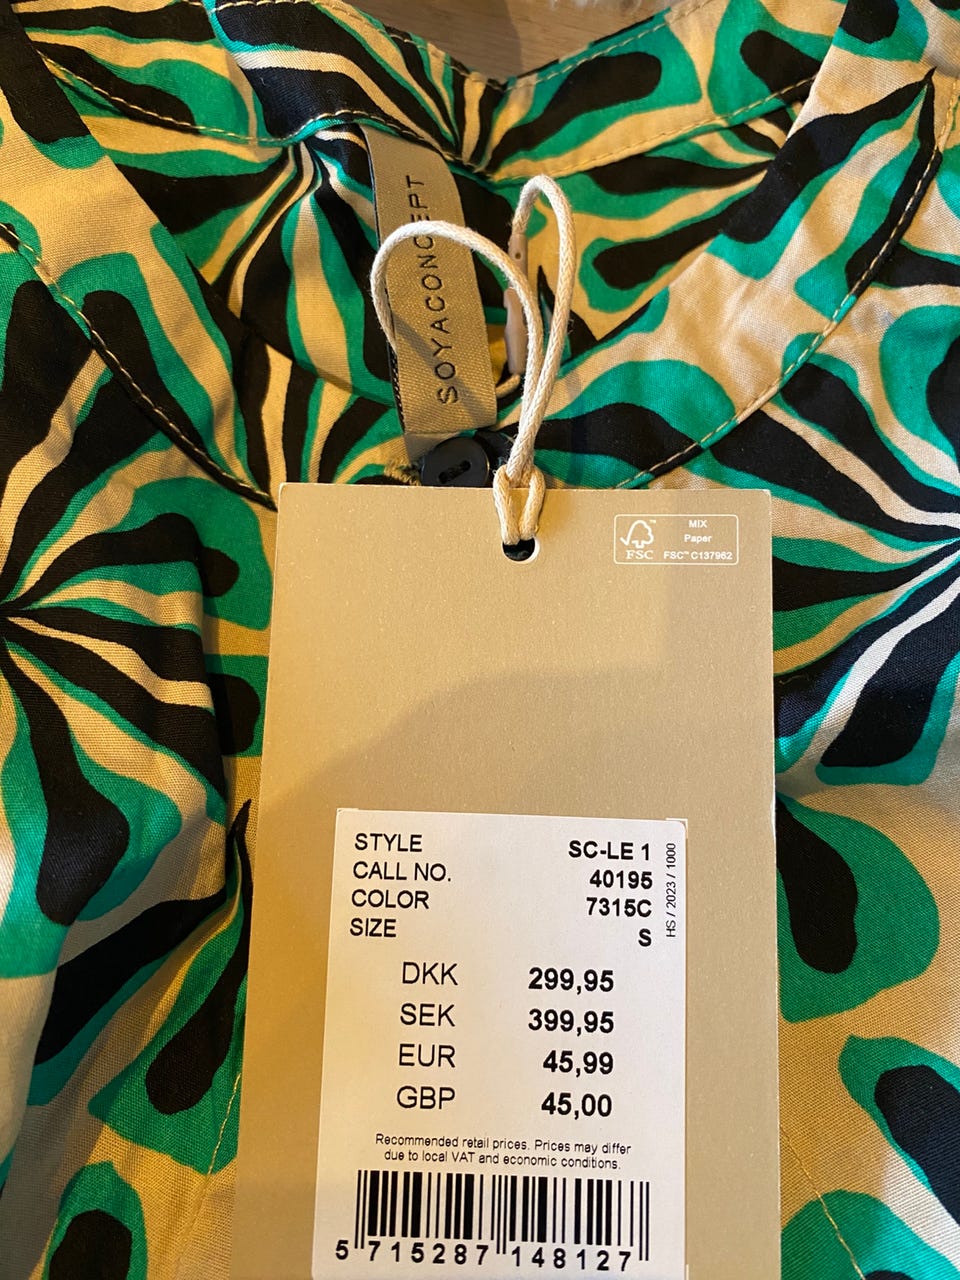 SOYACONCEPT
MIX
Paper
FSC™ C137962
FSC™
STYLE SC-LE 1
CALL NO. 40195
COLOR 7315C
SIZE S
HS / 2023 / 1000
DKK 299,95
SEK 399,95
EUR 45,99
GBP 45,00
Recommended retail prices. Prices may differ
due to local VAT and economic conditions.
5 715287 148127